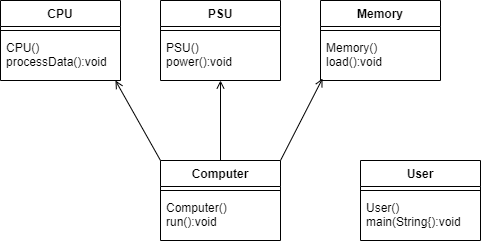 CPU
CPU()
processData():void
PSU
PSU()
power():void
Memory
Memory()
load():void
Computer
Computer()
run():void
User
User()
main(String{):void